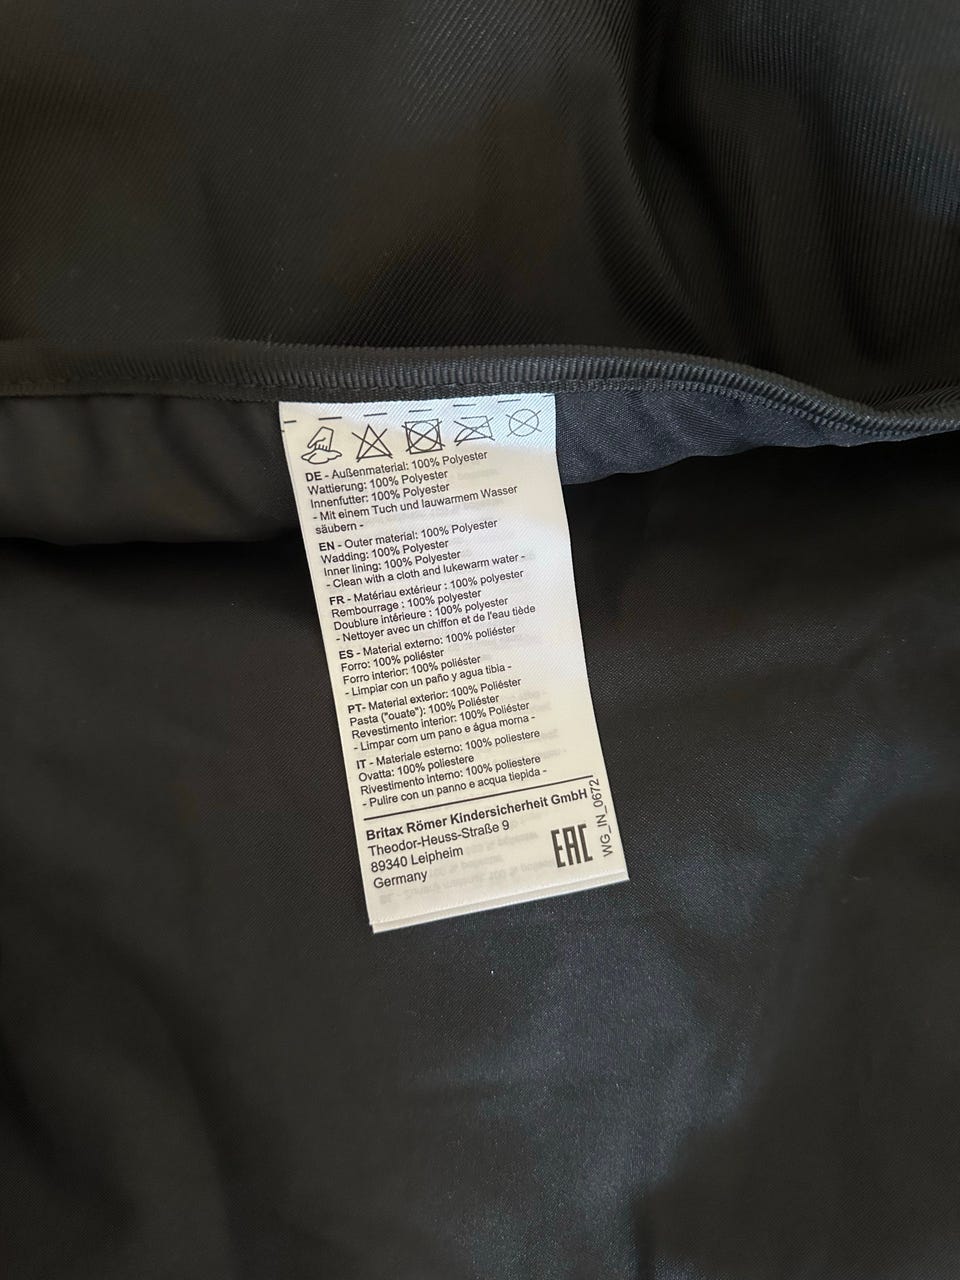 DE - Außenmaterial: 100% Polyester
Wattierung: 100% Polyester
Innenfutter: 100% Polyester
- Mit einem Tuch und lauwarmem Wasser
säubern -
EN - Outer material: 100% Polyester
Wadding: 100% Polyester
Inner lining: 100% Polyester
- Clean with a cloth and lukewarm water -
FR - Matériau extérieur : 100% polyester
Rembourrage : 100% polyester
Doublure intérieure : 100% polyester
- Nettoyer avec un chiffon et de l'eau tiède
ES - Material externo: 100% poliéster
Forro: 100% poliéster
Forro interior: 100% poliéster
- Limpiar con un paño y agua tibia -
PT- Material exterior: 100% Poliéster
Pasta ("ouate"): 100% Poliéster
Revestimento interior: 100% Poliéster
- Limpar com um pano e água morna -
IT - Materiale esterno: 100% poliestere
Ovatta: 100% poliestere
Rivestimento interno: 100% poliestere
- Pulire con un panno e acqua tiepida -
Britax Römer Kindersicherheit GmbH
Theodor-Heuss-Straße 9
89340 Leipheim
Germany
EAC
WG_IN_0672